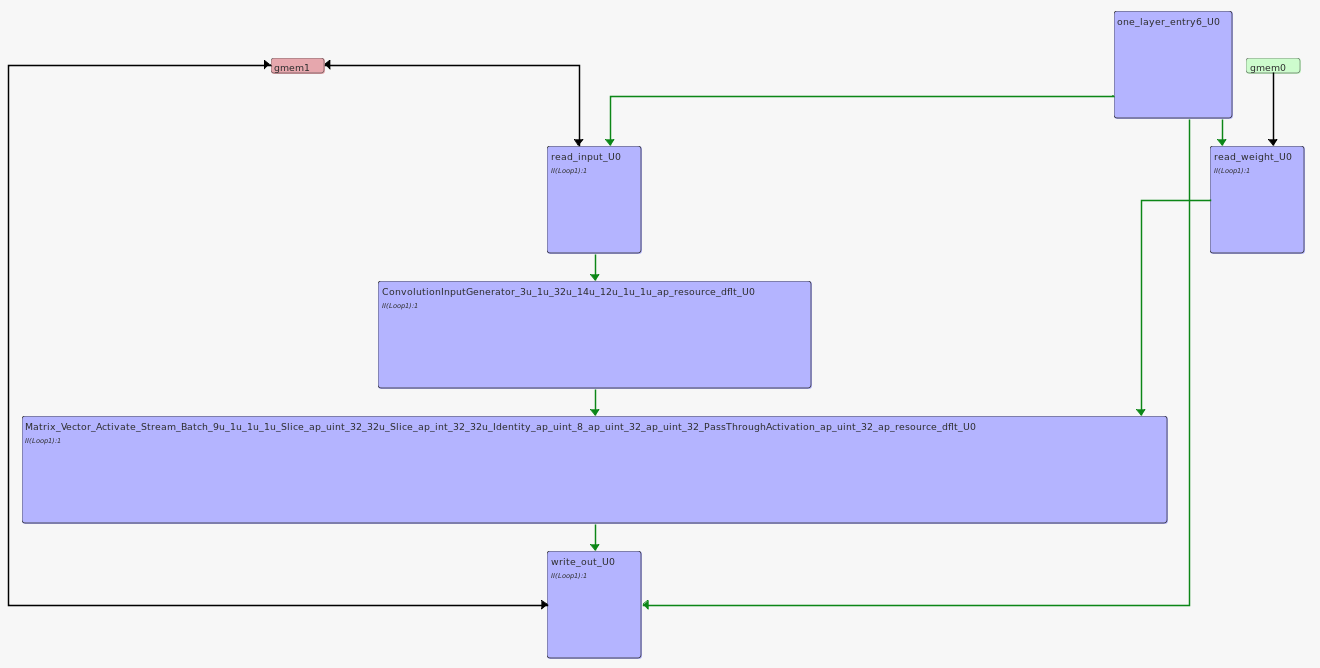 one_layer_entry6_U0
gmem1
gmem0
read_input_U0
II(Loop1):1
read_weight_U0
II(Loop1):1
ConvolutionInputGenerator_3u_1u_32u_14u_12u_1u_1u_ap_resource_dflt_U0
II(Loop1):1
Matrix_Vector_Activate_Stream_Batch_9u_1u_1u_1u_Slice_ap_uint_32_32u_Slice_ap_int_32_32u_Identity_ap_uint_8_ap_uint_32_ap_uint_32_PassThroughActivation_ap_uint_32_ap_resource_dflt_U0
II(Loop1):1
write_out_U0
II(Loop1):1